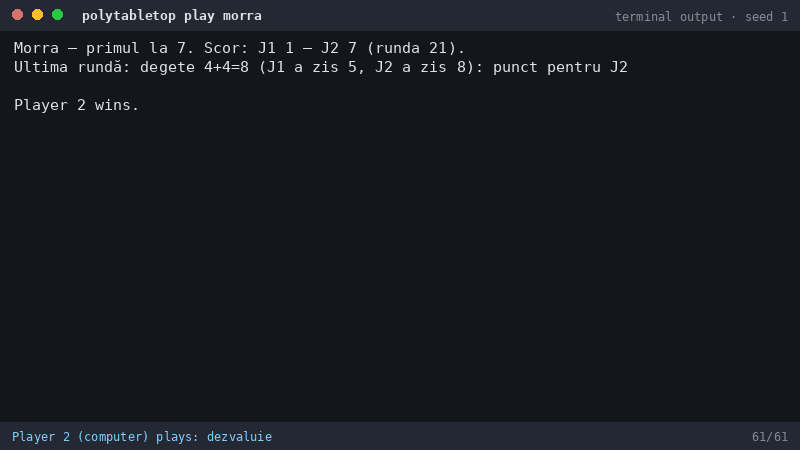 polytabletop play morra
terminal output · seed 1
Morra — primul la 7. Scor: J1 1 — J2 7 (runda 21).
Ultima rundă: degete 4+4=8 (J1 a zis 5, J2 a zis 8): punct pentru J2
Player 2 wins.
Player 2 (computer) plays: dezvaluie
61/61